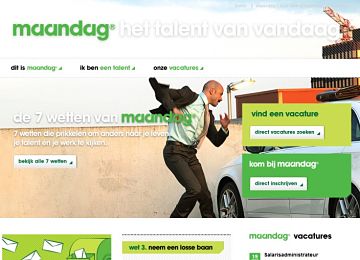 maandag® het talent van vandaag
dit is maandag®
ik ben een talent
onze vacatures
de 7 wetten van maandag
7 wetten die prikkelen om anders naar je leven,
je talent en je werk te kijken.
bekijk alle 7 wetten
vind een vacature
direct vacatures zoeken
kom bij maandag®
direct inschrijven
wet 3. neem een losse baan
maandag® vacatures
15 Salarisadministrateur